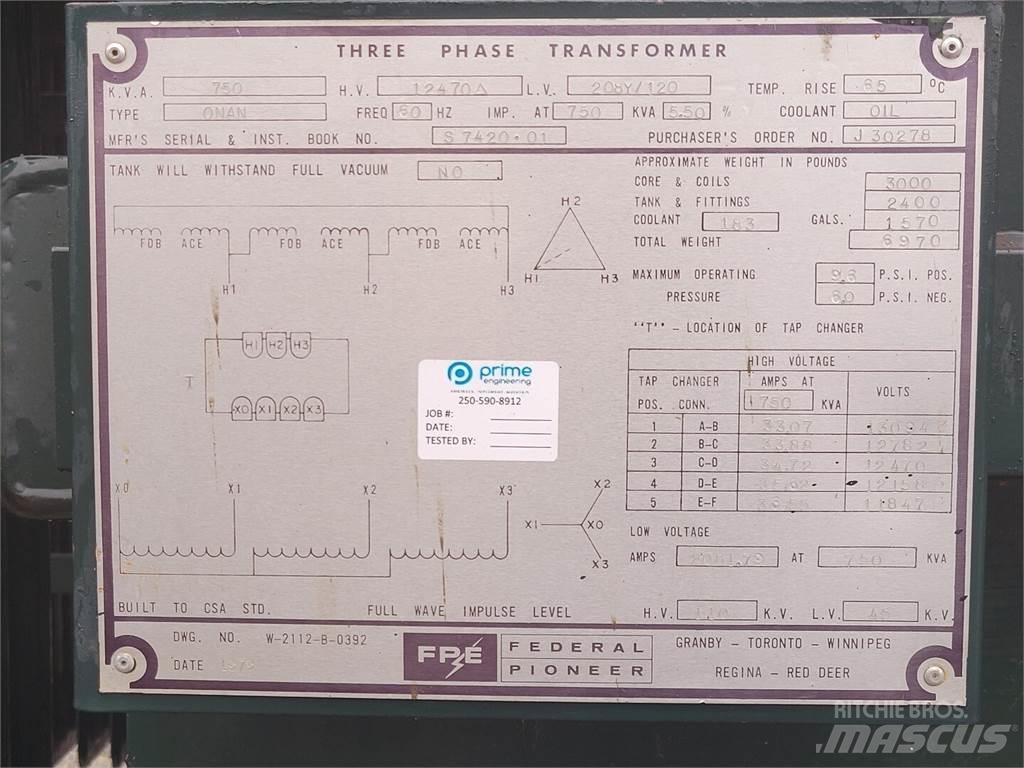 THREE PHASE TRANSFORMER
K.V.A. 750 H.V. 12470Δ L.V. 208Y/120 TEMP. RISE 65 °C
TYPE ONAN FREQ 60 HZ IMP. AT 750 KVA 5.50 % COOLANT OIL
MFR'S SERIAL & INST. BOOK NO. S7420-01 PURCHASER'S ORDER NO. J30278
TANK WILL WITHSTAND FULL VACUUM NO
APPROXIMATE WEIGHT IN POUNDS
CORE & COILS 3000
TANK & FITTINGS 2400
COOLANT 183 GALS. 1570
TOTAL WEIGHT 6970
MAXIMUM OPERATING PRESSURE
P.S.I. POS.
P.S.I. NEG.
"T" - LOCATION OF TAP CHANGER
FDB ACE FDB ACE FDB ACE
H1 H2 H3
H2
H1 H3
H1 H2 H3
T
X0 X1 X2 X3
prime
engineering
250-590-8912
JOB #:
DATE:
TESTED BY:
HIGH VOLTAGE
TAP CHANGER AMPS AT VOLTS
POS. CONN. 750 KVA
1 A-B 33.07
2 B-C 33.88 12782
3 C-D 34.72 12470
4 D-E
5 E-F 11847
X0 X1 X2 X3
X2
X1 X0
X3
LOW VOLTAGE
AMPS AT 750 KVA
BUILT TO CSA STD. FULL WAVE IMPULSE LEVEL H.V. K.V. L.V. 45 K.V.
DWG. NO. W-2112-B-0392
DATE
FPE FEDERAL PIONEER
GRANBY - TORONTO - WINNIPEG
REGINA - RED DEER
RITCHIE BROS.
MASCUS